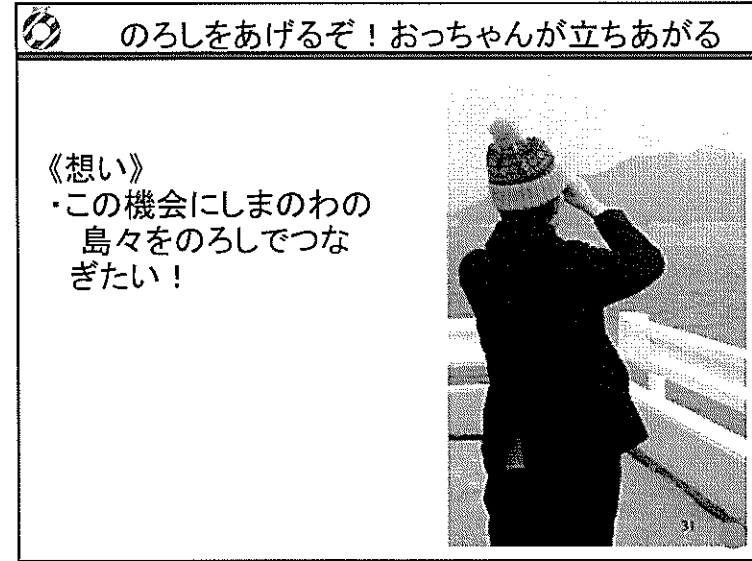 のろしをあげるぞ!おっちゃんが立ちあがる
《想い》
・この機会にしまのわの
島々をのろしでつな
ぎたい!
31